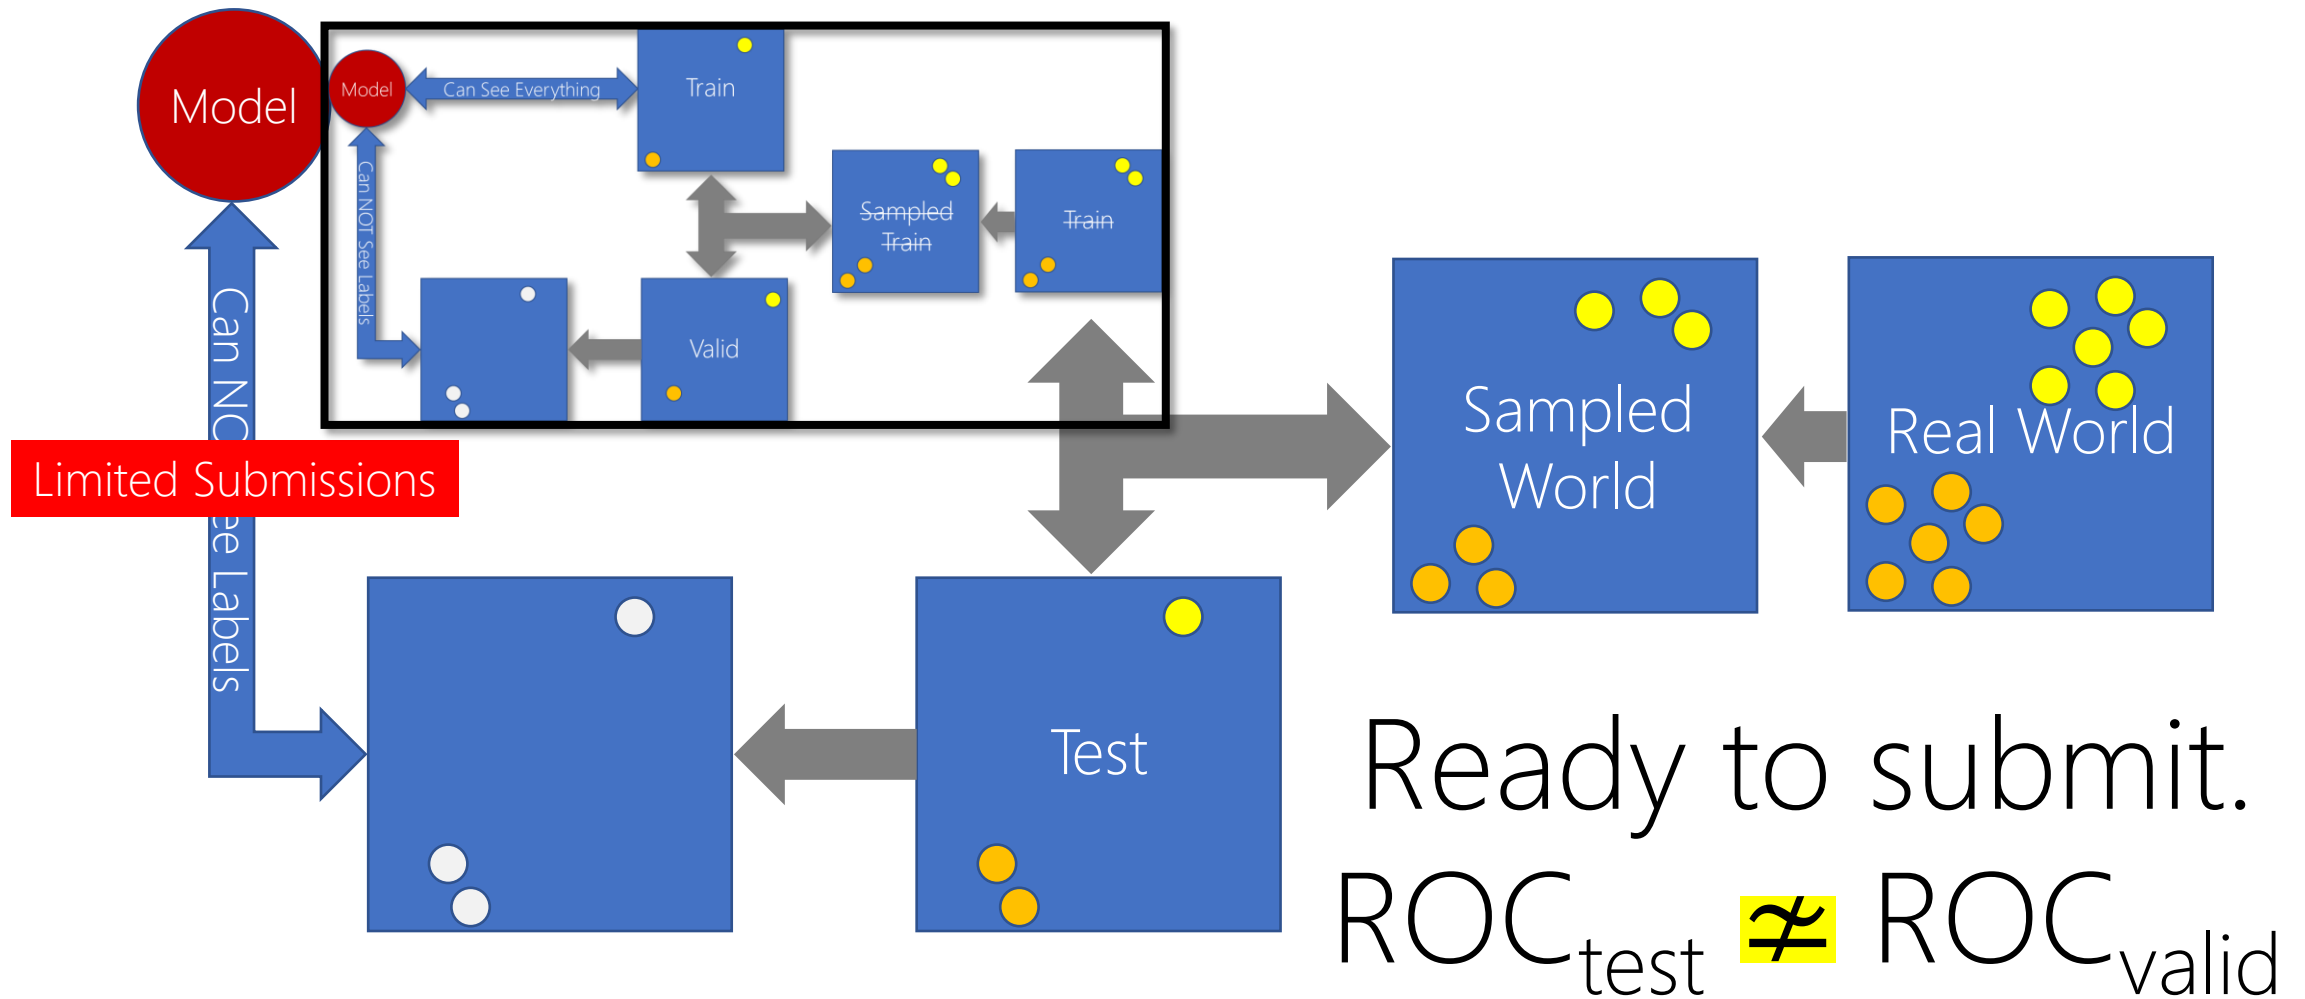 Model
Model
Can See Everything
Train
Can NOT See Labels
Sampled
Train
Train
Valid
Can NO
ee Labels
Limited Submissions
Sampled
World
Real World
Test
Ready to submit.
ROCtest ≄ ROCvalid